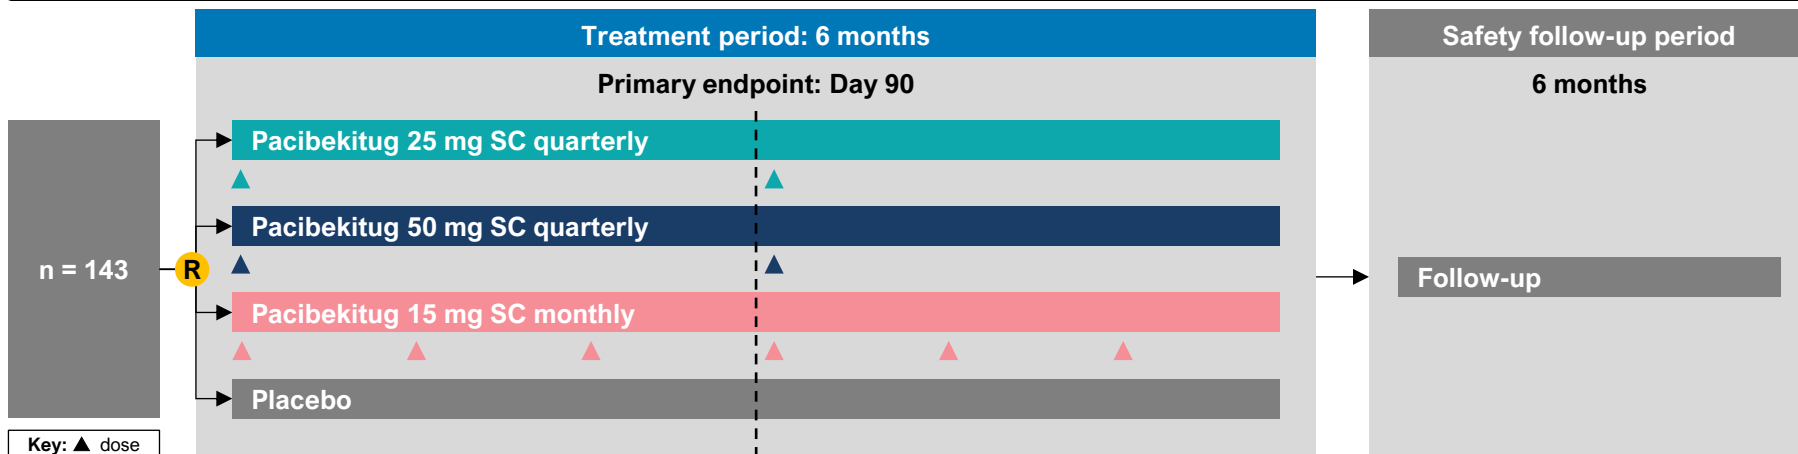 Treatment period: 6 months
Safety follow-up period
Primary endpoint: Day 90
6 months
Pacibekitug 25 mg SC quarterly
Pacibekitug 50 mg SC quarterly
n = 143
R
Follow-up
Pacibekitug 15 mg SC monthly
Placebo
Key: ▲ dose